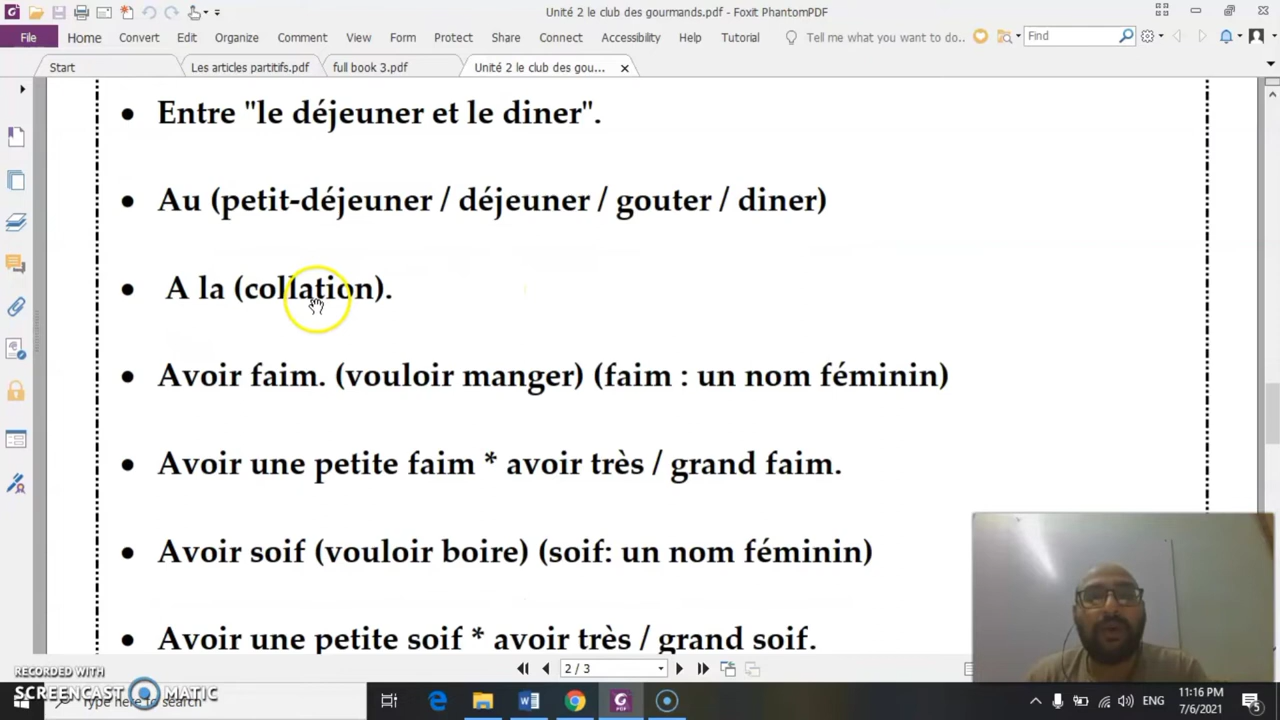 Unité 2 le club des gourmands.pdf - Foxit PhantomPDF
File Home Convert Edit Organize Comment View Form Protect Share Connect Accessibility Help Tutorial Tell me what you want to do.. Find
Start Les articles partitifs.pdf full book 3.pdf Unité 2 le club des gou...
• Entre "le déjeuner et le diner".
• Au (petit-déjeuner / déjeuner / gouter / diner)
• A la (collation).
• Avoir faim. (vouloir manger) (faim : un nom féminin)
• Avoir une petite faim * avoir très / grand faim.
• Avoir soif (vouloir boire) (soif: un nom féminin)
• Avoir une petite soif * avoir très / grand soif.
2 / 3
RECORDED WITH
SCREENCAST MATIC
Type here to search
ENG
11:16 PM
7/6/2021
5